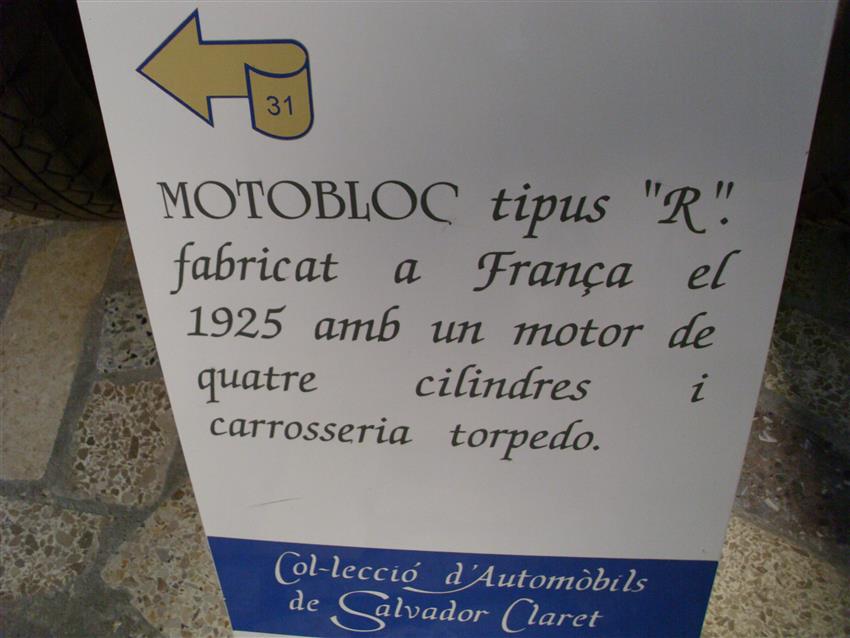 31
MOTOBLOC tipus "R".
fabricat a França el
1925 amb un motor de
quatre cilindres i
carrosseria torpedo.
Col-lecció d'Automòbils
de Salvador Claret